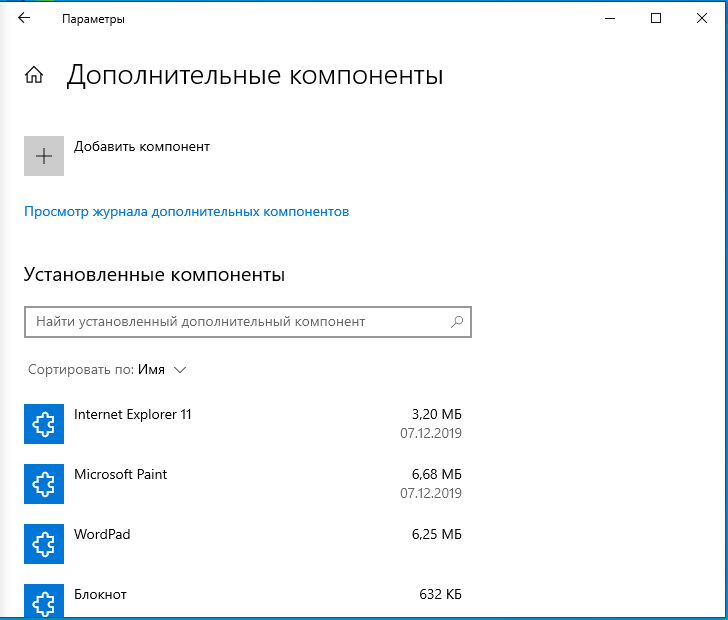 Параметры
Дополнительные компоненты
Добавить компонент
Просмотр журнала дополнительных компонентов
Установленные компоненты
Найти установленный дополнительный компонент
Сортировать по: Имя
Internet Explorer 11 3,20 МБ
07.12.2019
Microsoft Paint 6,68 МБ
07.12.2019
WordPad 6,25 МБ
Блокнот 632 КБ